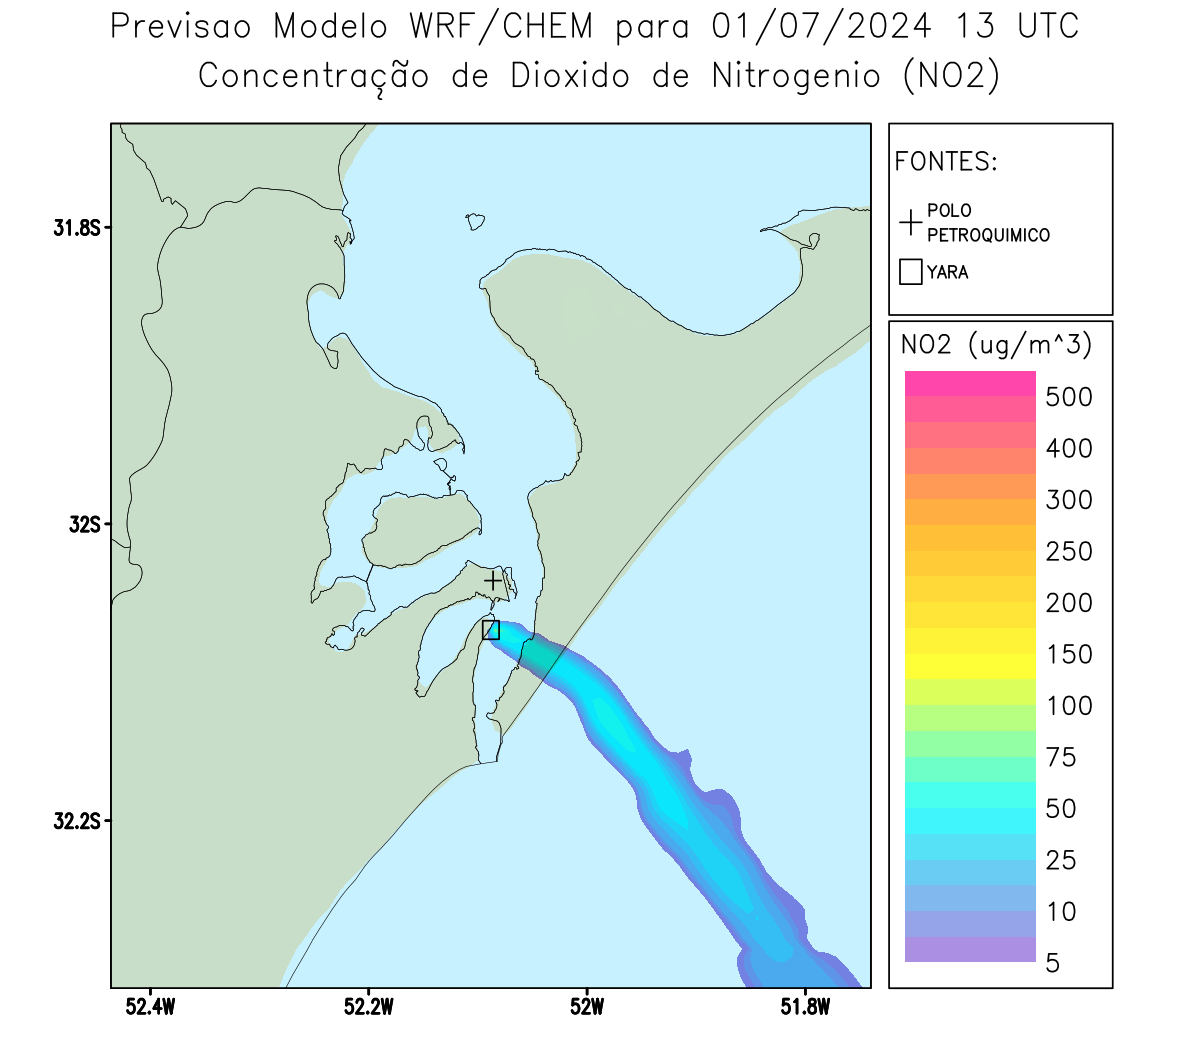 Previsao Modelo WRF/CHEM para 01/07/2024 13 UTC
Concentração de Dioxido de Nitrogenio (NO2)
FONTES:
POLO
PETROQUIMICO
YARA
NO2 (ug/m^3)
500
400
300
250
200
150
100
75
50
25
10
5
31.8S
32S
32.2S
52.4W
52.2W
52W
51.8W